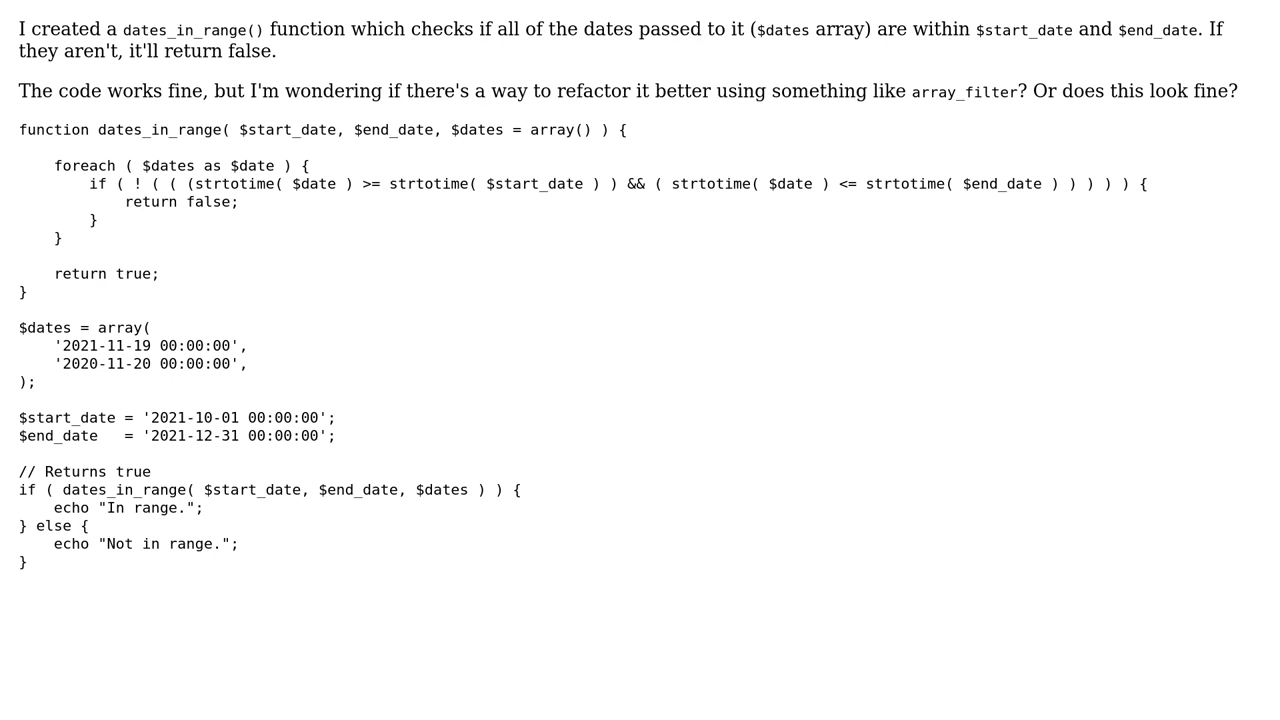 I created a dates_in_range() function which checks if all of the dates passed to it ($dates array) are within $start_date and $end_date. If
they aren't, it'll return false.
The code works fine, but I'm wondering if there's a way to refactor it better using something like array_filter? Or does this look fine?
function dates_in_range( $start_date, $end_date, $dates = array() ) {
    foreach ( $dates as $date ) {
        if ( ! ( ( (strtotime( $date ) >= strtotime( $start_date ) ) && ( strtotime( $date ) <= strtotime( $end_date ) ) ) ) ) {
            return false;
        }
    }
    return true;
}
$dates = array(
    '2021-11-19 00:00:00',
    '2020-11-20 00:00:00',
);
$start_date = '2021-10-01 00:00:00';
$end_date   = '2021-12-31 00:00:00';
// Returns true
if ( dates_in_range( $start_date, $end_date, $dates ) ) {
    echo "In range.";
} else {
    echo "Not in range.";
}